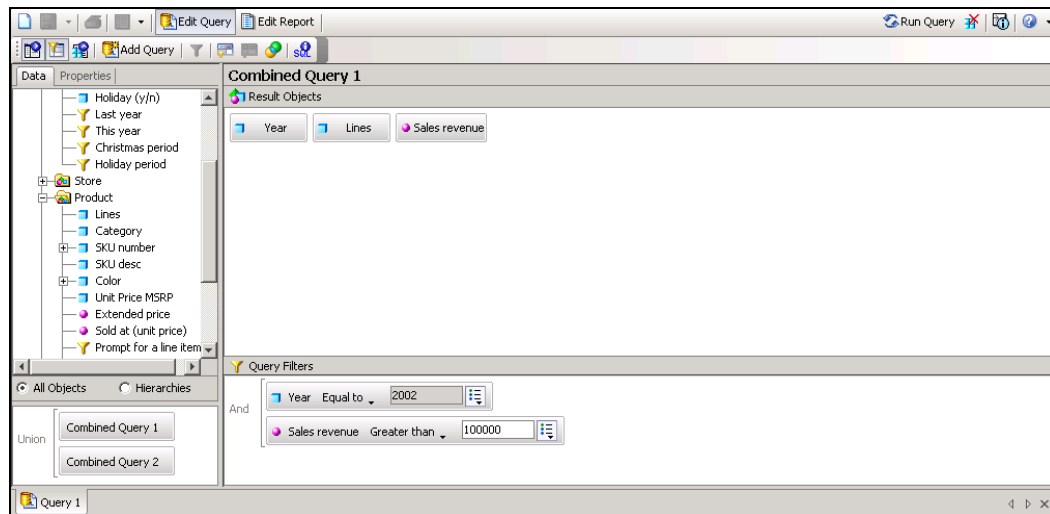 Edit Query Edit Report Run Query
Add Query SQL
Data Properties
Combined Query 1
Result Objects
Year Lines Sales revenue
Holiday (y/n)
Last year
This year
Christmas period
Holiday period
Store
Product
Lines
Category
SKU number
SKU desc
Color
Unit Price MSRP
Extended price
Sold at (unit price)
Prompt for a line item
All Objects Hierarchies
Union
Combined Query 1
Combined Query 2
Query Filters
And
Year Equal to 2002
Sales revenue Greater than 100000
Query 1